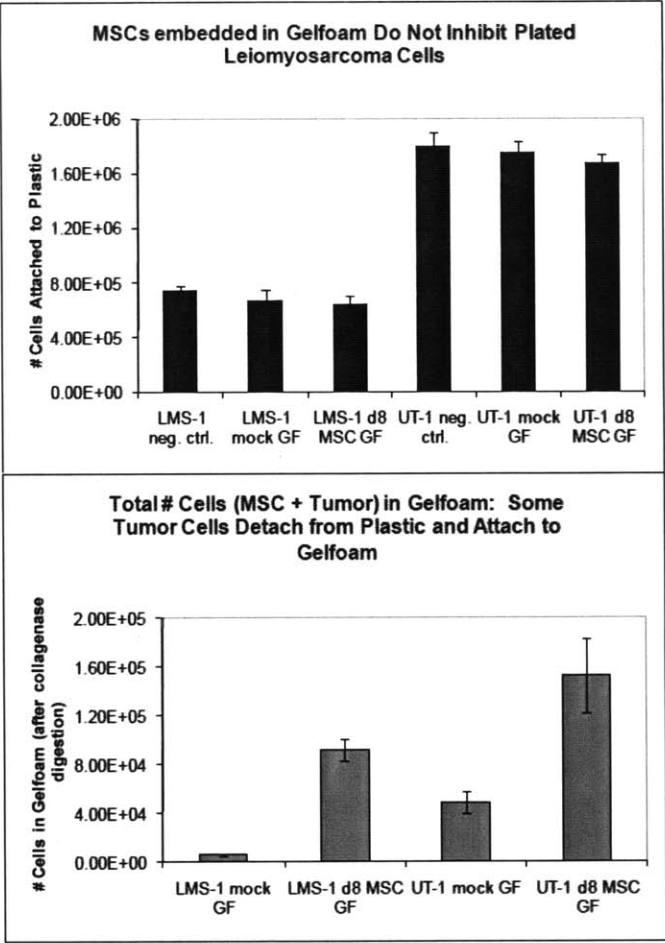 MSCs embedded in Gelfoam Do Not Inhibit Plated
Leiomyosarcoma Cells
# Cells Attached to Plastic
2.00E+06
1.60E+06
1.20E+06
8.00E+05
4.00E+05
0.00E+00
LMS-1 neg. ctrl.
LMS-1 mock GF
LMS-1 d8 MSC GF
UT-1 neg. ctrl.
UT-1 mock GF
UT-1 d8 MSC GF
Total # Cells (MSC + Tumor) in Gelfoam: Some
Tumor Cells Detach from Plastic and Attach to
Gelfoam
# Cells in Gelfoam (after collagenase
digestion)
2.00E+05
1.60E+05
1.20E+05
8.00E+04
4.00E+04
0.00E+00
LMS-1 mock GF
LMS-1 d8 MSC GF
UT-1 mock GF
UT-1 d8 MSC GF